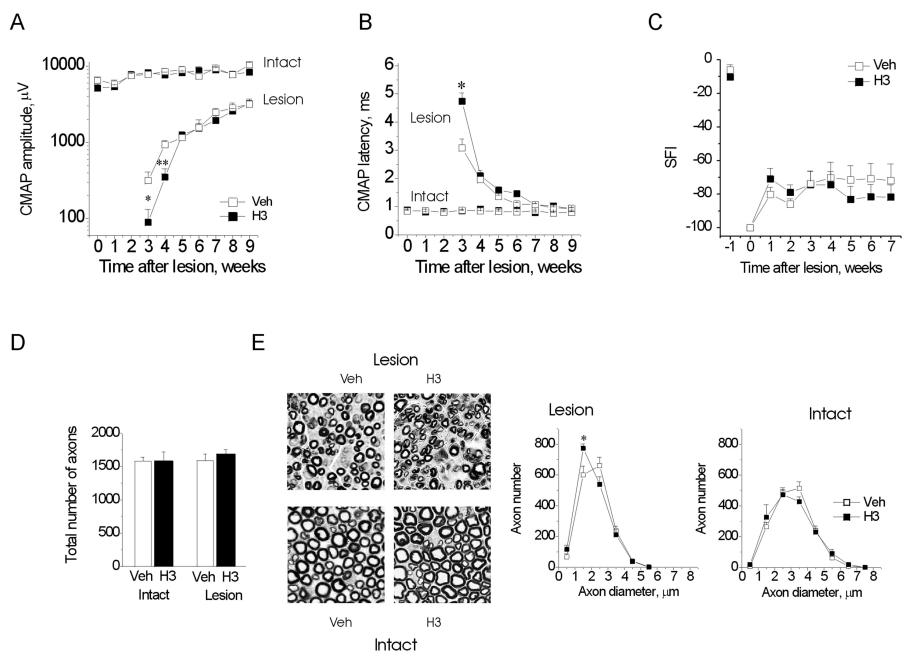 A
CMAP amplitude, μV
10000
1000
100
Intact
Lesion
*
**
Veh
H3
0 1 2 3 4 5 6 7 8 9
Time after lesion, weeks
B
CMAP latency, ms
6
5
4
3
2
1
0
*
Lesion
Intact
0 1 2 3 4 5 6 7 8 9
Time after lesion, weeks
C
SFI
0
-20
-40
-60
-80
-100
Veh
H3
-1 0 1 2 3 4 5 6 7
Time after lesion, weeks
D
Total number of axons
2000
1500
1000
500
0
Veh H3 Veh H3
Intact Lesion
E
Lesion
Veh H3
Veh H3
Intact
Lesion
Axon number
800
600
400
200
0
*
0 1 2 3 4 5 6 7 8
Axon diameter, μm
Intact
Axon number
800
600
400
200
0
Veh
H3
0 1 2 3 4 5 6 7 8
Axon diameter, μm